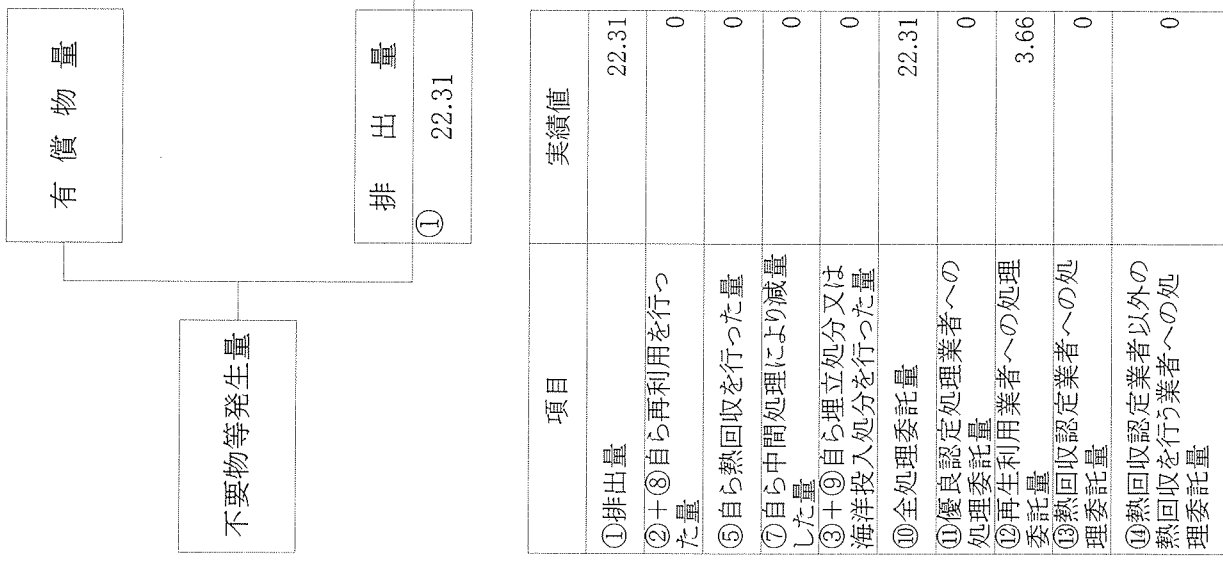 有償物量
不要物等発生量
排出量
①
22.31
項目 実績値
①排出量 22.31
②+⑧自ら再利用を行っ
た量 0
⑤自ら熱回収を行った量 0
⑦自ら中間処理により減量
した量 0
③+⑨自ら埋立処分又は
海洋投入処分を行った量 0
⑩全処理委託量 22.31
⑪優良認定処理業者への
処理委託量 0
⑫再生利用業者への処理
委託量 3.66
⑬熱回収認定業者への処
理委託量 0
⑭熱回収認定業者以外の
熱回収を行う業者への処
理委託量 0